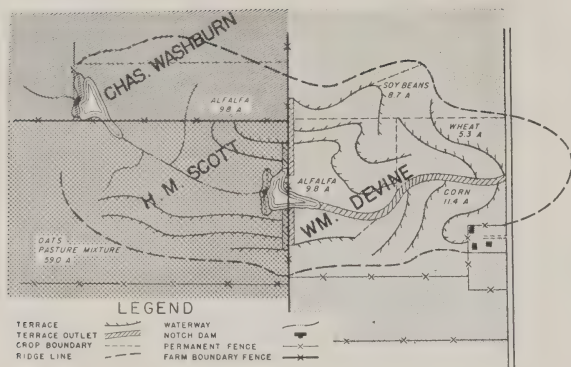 CHAS. WASHBURN
ALFALFA
9.8 A
SOY BEANS
8.7 A
WHEAT
5.3 A
H. M. SCOTT
ALFALFA
9.8 A
WM. DEVINE
CORN
11.4 A
OATS
PASTURE MIXTURE
59.0 A
LEGEND
TERRACE
TERRACE OUTLET
CROP BOUNDARY
RIDGE LINE
WATERWAY
NOTCH DAM
PERMANENT FENCE
FARM BOUNDARY FENCE